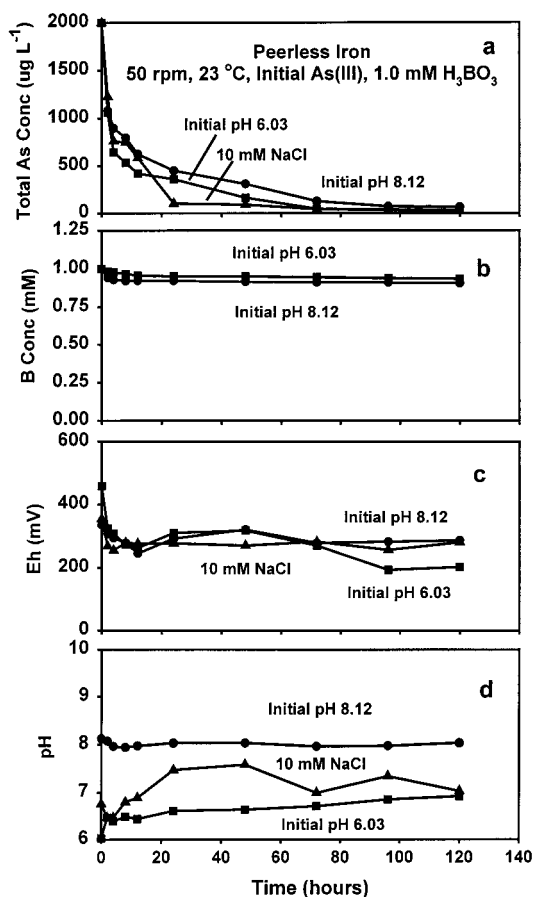 Peerless Iron a
50 rpm, 23 °C, Initial As(III), 1.0 mM H₃BO₃
Total As Conc (ug L⁻¹)
2000
1500
1000
500
0
Initial pH 6.03
10 mM NaCl
Initial pH 8.12
B Conc (mM)
1.25
1.00
0.75
0.50
0.25
0.00
Initial pH 6.03
b
Initial pH 8.12
Eh (mV)
600
400
200
0
c
Initial pH 8.12
10 mM NaCl
Initial pH 6.03
pH
10
9
8
7
6
d
Initial pH 8.12
10 mM NaCl
Initial pH 6.03
0 20 40 60 80 100 120 140
Time (hours)